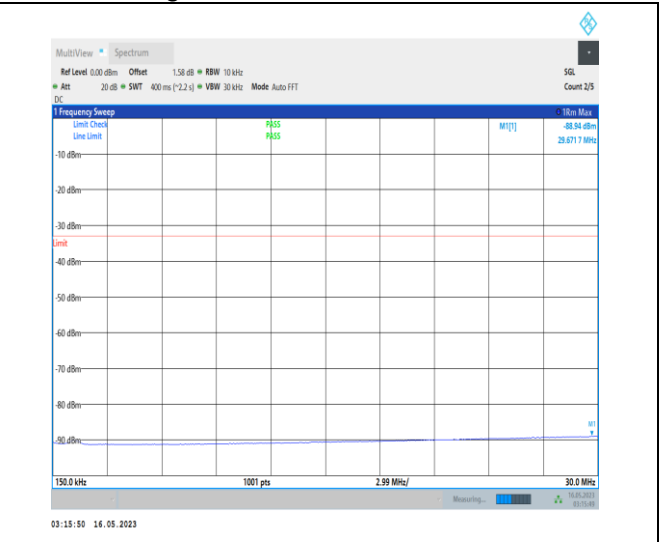 MultiView Spectrum
Ref Level 0.00 dBm Offset 1.58 dB RBW 10 kHz SGL
Att 20 dB SWT 400 ms (~2.2 s) VBW 30 kHz Mode Auto FFT Count 2/5
DC
1 Frequency Sweep 1Rm Max
Limit Check PASS M1[1] -88.94 dBm
Line Limit PASS 29.671 7 MHz
-10 dBm
-20 dBm
-30 dBm
Limit
-40 dBm
-50 dBm
-60 dBm
-70 dBm
-80 dBm
M1
-90 dBm
150.0 kHz 1001 pts 2.99 MHz/ 30.0 MHz
Measuring... 16.05.2023
03:15:49
03:15:50 16.05.2023